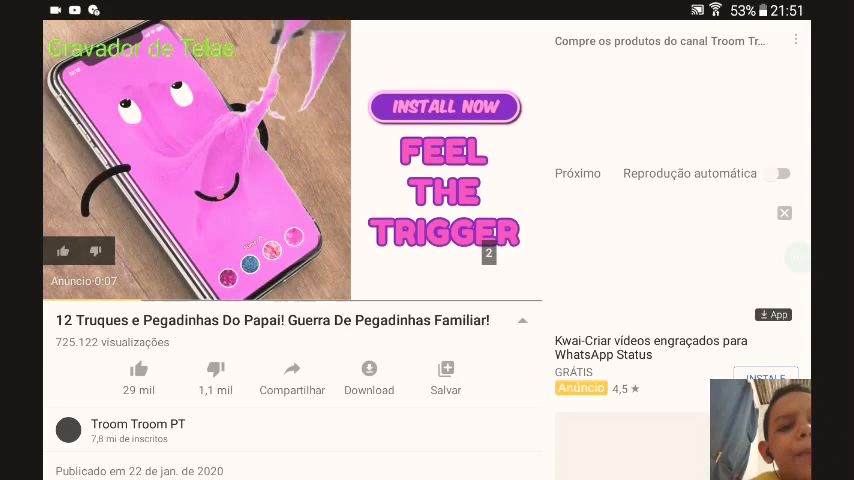 53% 21:51
Gravador de Telas
INSTALL NOW
FEEL
THE
TRIGGER
2
Anúncio·0:07
12 Truques e Pegadinhas Do Papai! Guerra De Pegadinhas Familiar!
725.122 visualizações
29 mil
1,1 mil
Compartilhar
Download
Salvar
Troom Troom PT
7,8 mi de inscritos
Publicado em 22 de jan. de 2020
Compre os produtos do canal Troom Tr...
Próximo
Reprodução automática
App
Kwai-Criar vídeos engraçados para
WhatsApp Status
GRÁTIS
INSTALE
Anúncio 4,5 ★